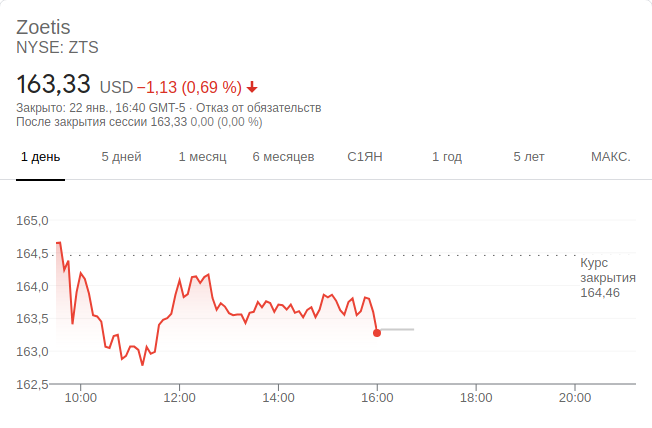 Zoetis
NYSE: ZTS
163,33 USD −1,13 (0,69 %)
Закрыто: 22 янв., 16:40 GMT-5 · Отказ от обязательств
После закрытия сессии 163,33 0,00 (0,00 %)
1 день 5 дней 1 месяц 6 месяцев С1ЯН 1 год 5 лет МАКС.
165,0
164,5
Курс
закрытия
164,46
164,0
163,5
163,0
162,5
10:00 12:00 14:00 16:00 18:00 20:00